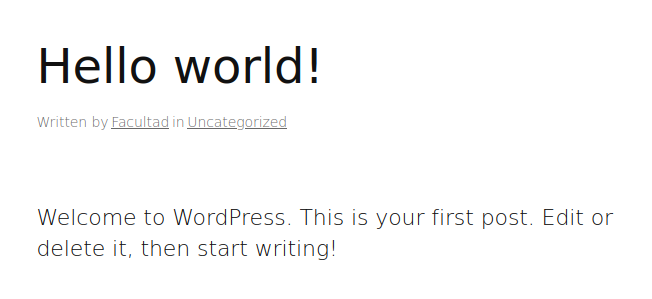 Hello world!
Written by Facultad in Uncategorized
Welcome to WordPress. This is your first post. Edit or
delete it, then start writing!